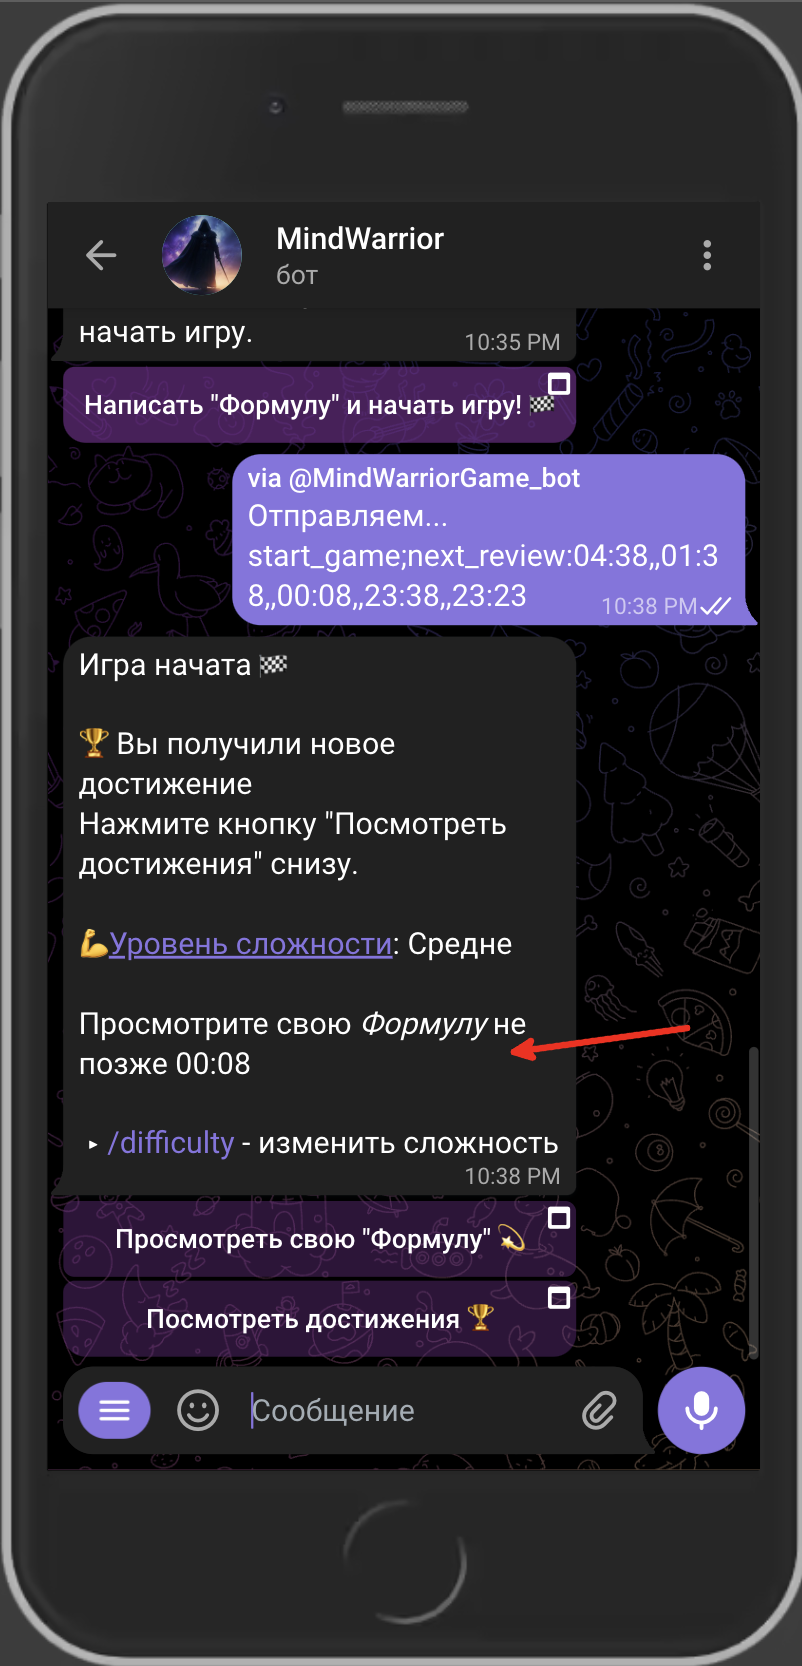 MindWarrior
бот
начать игру.
10:35 PM
Написать "Формулу" и начать игру! 🏁
via @MindWarriorGame_bot
Отправляем...
start_game;next_review:04:38,,01:3
8,,00:08,,23:38,,23:23
10:38 PM
Игра начата 🏁
🏆 Вы получили новое
достижение
Нажмите кнопку "Посмотреть
достижения" снизу.
💪Уровень сложности: Средне
Просмотрите свою Формулу не
позже 00:08
‣ /difficulty - изменить сложность
10:38 PM
Просмотреть свою "Формулу" 💫
Посмотреть достижения 🏆
Сообщение